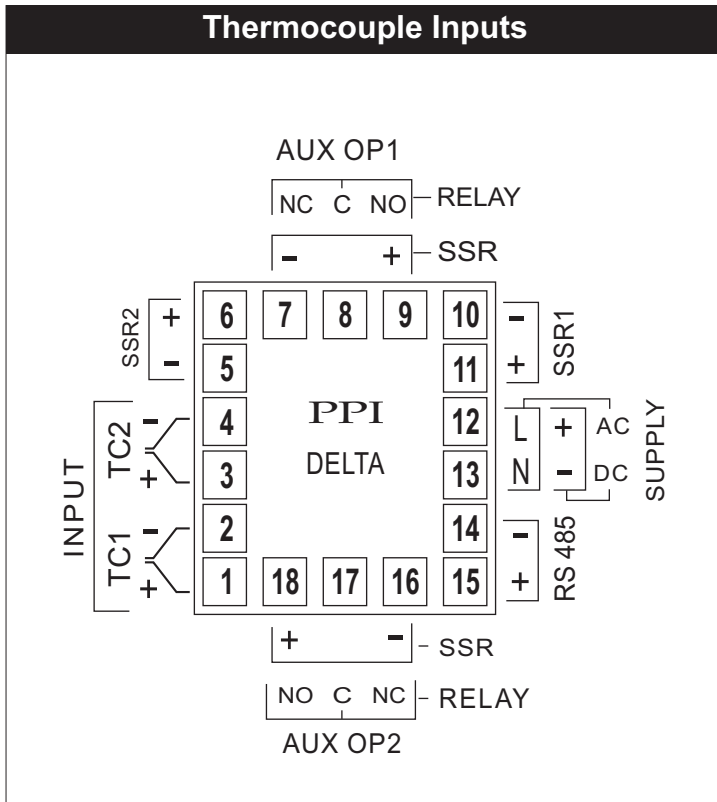 Thermocouple Inputs
AUX OP1
NC C NO RELAY
- + SSR
SSR2 + -
6 7 8 9 10
- + SSR1
5 11
INPUT
TC2 - +
4 12
L N + - AC DC SUPPLY
PPI
DELTA
3 13
TC1 - +
2 14
- + RS 485
1 18 17 16 15
+ - SSR
NO C NC RELAY
AUX OP2